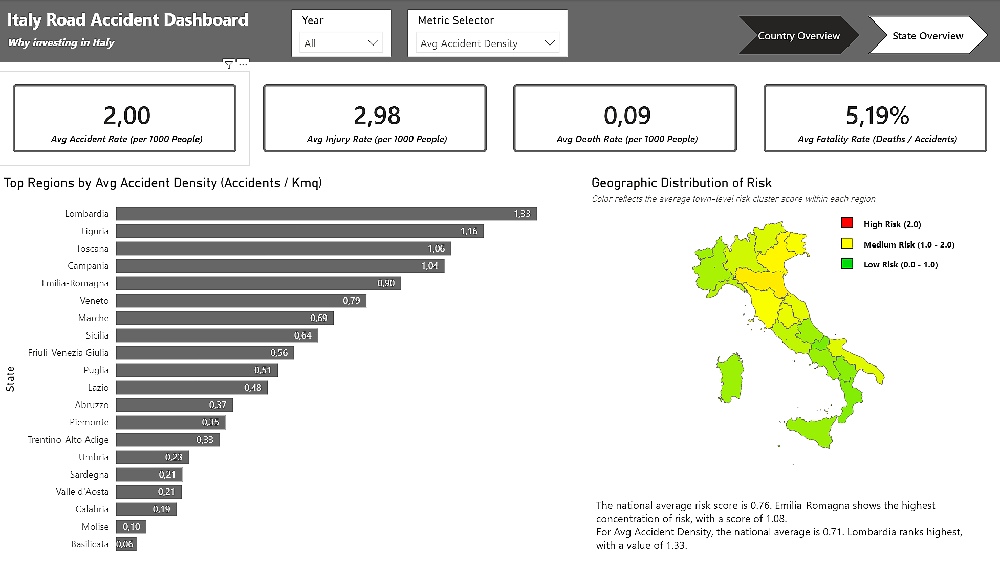 Italy Road Accident Dashboard
Why investing in Italy
Year
All
Metric Selector
Avg Accident Density
Country Overview
State Overview
2,00
Avg Accident Rate (per 1000 People)
2,98
Avg Injury Rate (per 1000 People)
0,09
Avg Death Rate (per 1000 People)
5,19%
Avg Fatality Rate (Deaths / Accidents)
Top Regions by Avg Accident Density (Accidents / Kmq)
State
Lombardia 1,33
Liguria 1,16
Toscana 1,06
Campania 1,04
Emilia-Romagna 0,90
Veneto 0,79
Marche 0,69
Sicilia 0,64
Friuli-Venezia Giulia 0,56
Puglia 0,51
Lazio 0,48
Abruzzo 0,37
Piemonte 0,35
Trentino-Alto Adige 0,33
Umbria 0,23
Sardegna 0,21
Valle d'Aosta 0,21
Calabria 0,19
Molise 0,10
Basilicata 0,06
Geographic Distribution of Risk
Color reflects the average town-level risk cluster score within each region
High Risk (2.0)
Medium Risk (1.0 - 2.0)
Low Risk (0.0 - 1.0)
The national average risk score is 0.76. Emilia-Romagna shows the highest
concentration of risk, with a score of 1.08.
For Avg Accident Density, the national average is 0.71. Lombardia ranks highest,
with a value of 1.33.